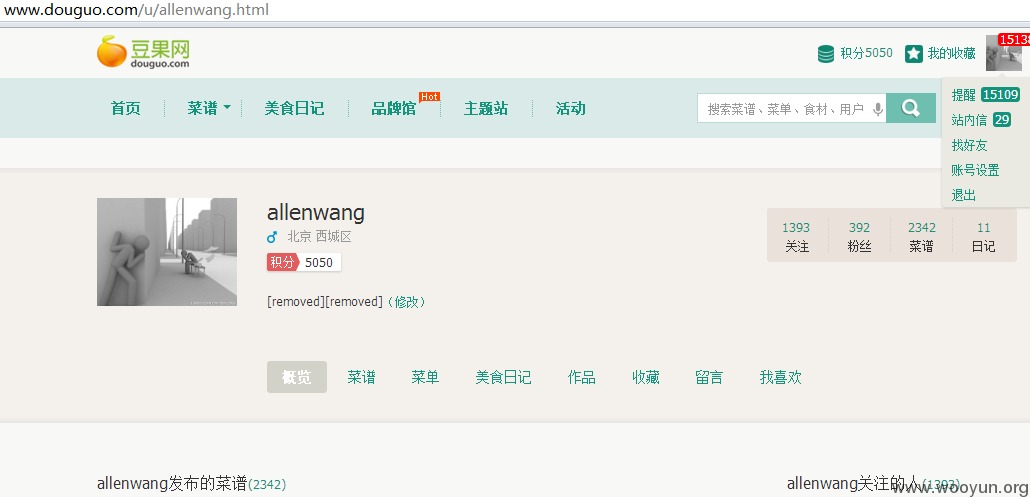 www.douguo.com/u/allenwang.html
豆果网
douguo.com
积分5050
我的收藏
1513
首页
菜谱
美食日记
品牌馆
Hot
主题站
活动
搜索菜谱、菜单、食材、用户
提醒 15109
站内信 29
找好友
账号设置
退出
allenwang
北京 西城区
积分 5050
[removed][removed]（修改）
1393 392 2342 11
关注 粉丝 菜谱 日记
概览 菜谱 菜单 美食日记 作品 收藏 留言 我喜欢
allenwang发布的菜谱(2342)
allenwang关注的人(1393)
www.wooyun.org